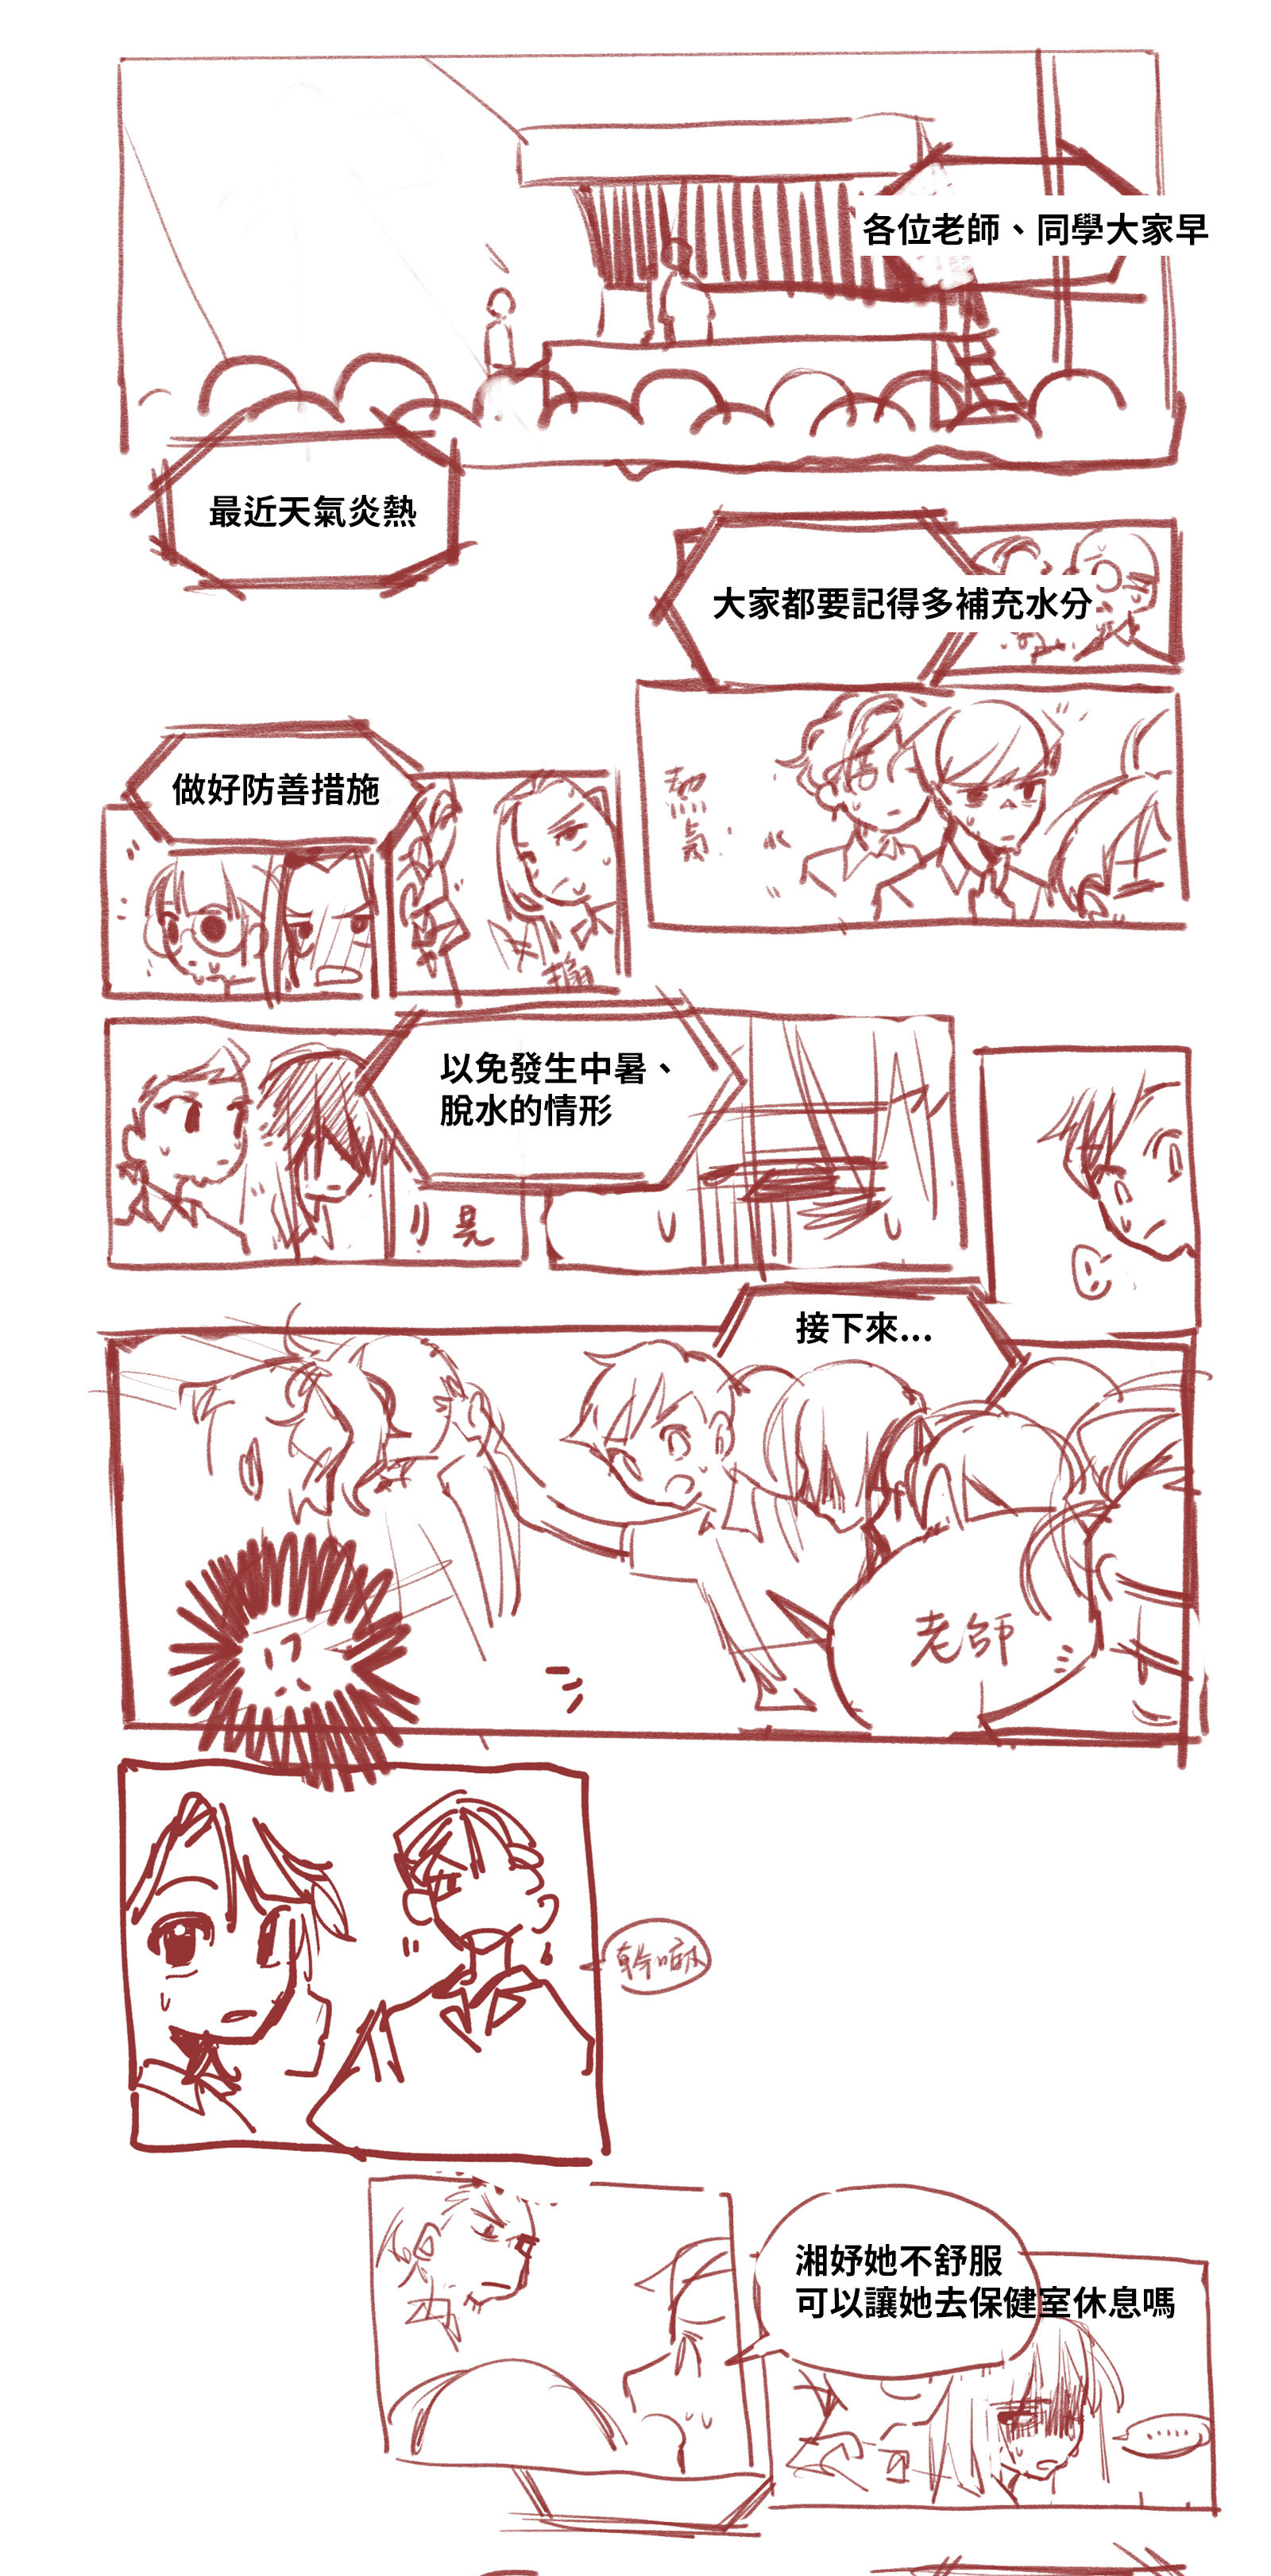 各位老師、同學大家早
最近天氣炎熱
大家都要記得多補充水分
熱氣
做好防善措施
搧
以免發生中暑、
脫水的情形
晃
接下來...
老師
幹嘛
湘妤她不舒服
可以讓她去保健室休息嗎
......